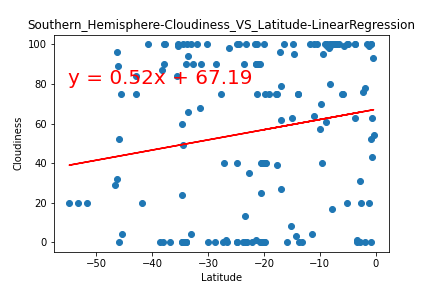 Southern_Hemisphere-Cloudiness_VS_Latitude-LinearRegression
100
80
60
40
20
0
Cloudiness
y = 0.52x + 67.19
−50 −40 −30 −20 −10 0
Latitude